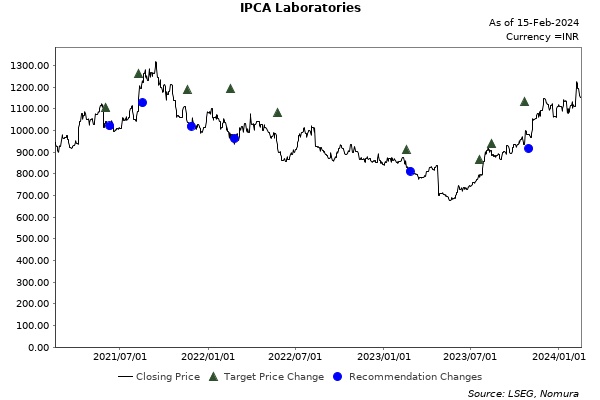 IPCA Laboratories
As of 15-Feb-2024
Currency =INR
1300.00
1200.00
1100.00
1000.00
900.00
800.00
700.00
600.00
500.00
400.00
300.00
200.00
100.00
0.00
2021/07/01 2022/01/01 2022/07/01 2023/01/01 2023/07/01 2024/01/01
Closing Price Target Price Change Recommendation Changes
Source: LSEG, Nomura